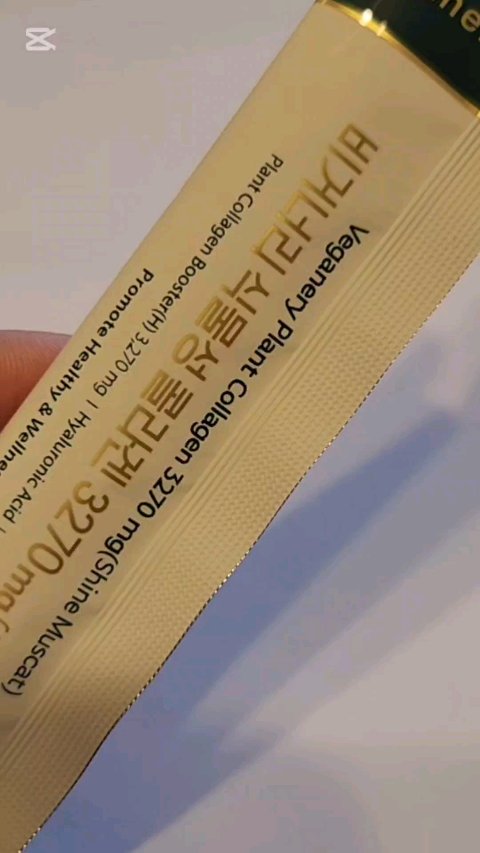 비거너리 식물성 콜라겐 3270mg
Veganery Plant Collagen 3270 mg(Shine Muscat)
Plant Collagen Booster(H) 3,270 mg | Hyaluronic Acid |
Promote Healthy & Wellness